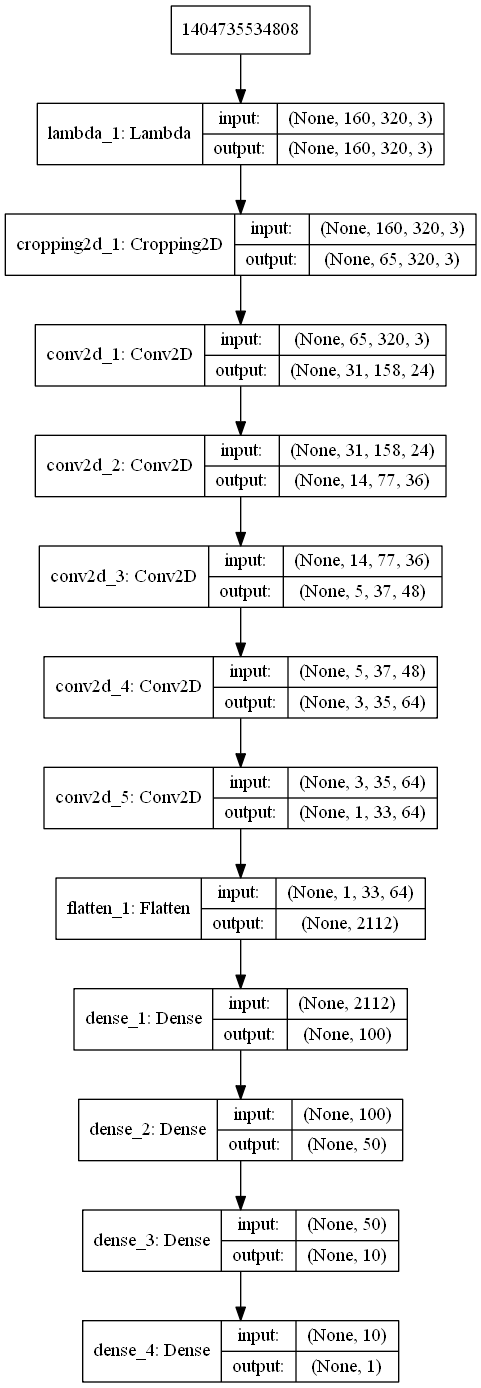 1404735534808
lambda_1: Lambda
input:
(None, 160, 320, 3)
output:
(None, 160, 320, 3)
cropping2d_1: Cropping2D
input:
(None, 160, 320, 3)
output:
(None, 65, 320, 3)
conv2d_1: Conv2D
input:
(None, 65, 320, 3)
output:
(None, 31, 158, 24)
conv2d_2: Conv2D
input:
(None, 31, 158, 24)
output:
(None, 14, 77, 36)
conv2d_3: Conv2D
input:
(None, 14, 77, 36)
output:
(None, 5, 37, 48)
conv2d_4: Conv2D
input:
(None, 5, 37, 48)
output:
(None, 3, 35, 64)
conv2d_5: Conv2D
input:
(None, 3, 35, 64)
output:
(None, 1, 33, 64)
flatten_1: Flatten
input:
(None, 1, 33, 64)
output:
(None, 2112)
dense_1: Dense
input:
(None, 2112)
output:
(None, 100)
dense_2: Dense
input:
(None, 100)
output:
(None, 50)
dense_3: Dense
input:
(None, 50)
output:
(None, 10)
dense_4: Dense
input:
(None, 10)
output:
(None, 1)